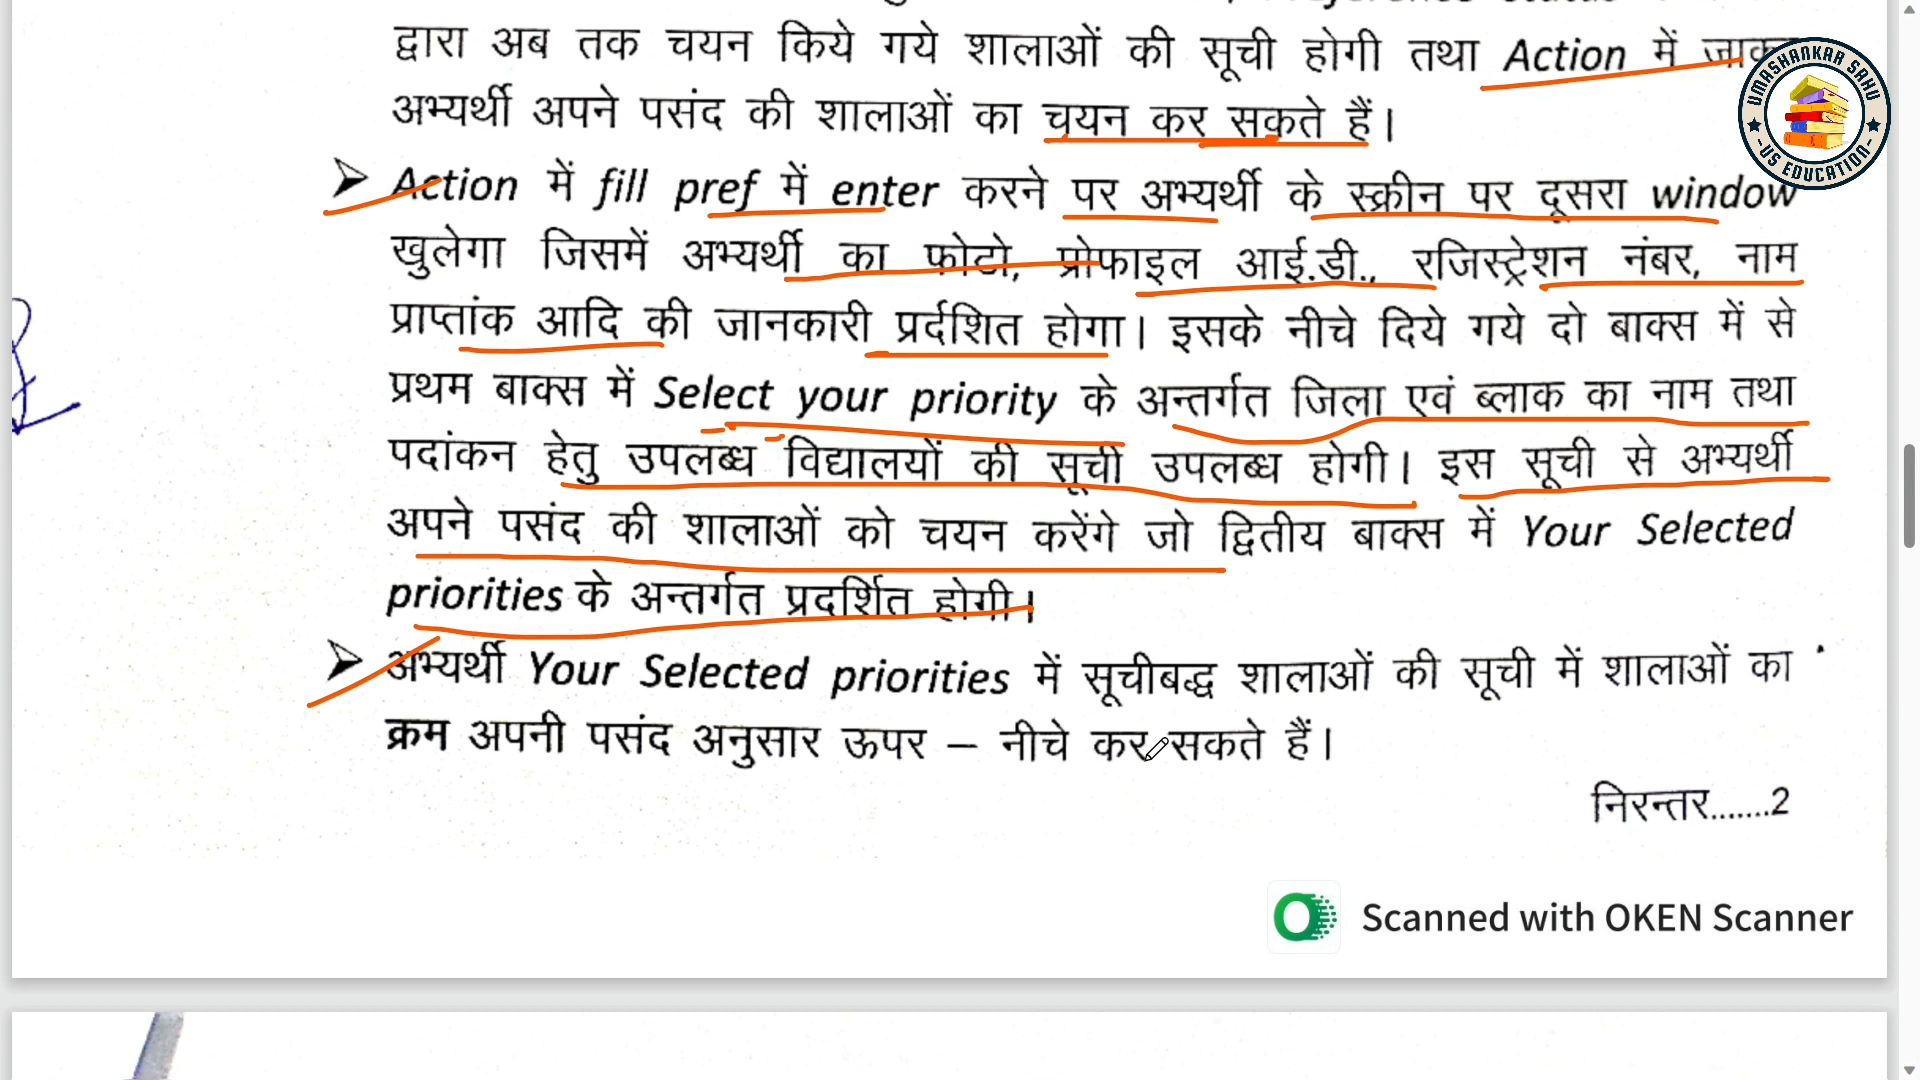 द्वारा अब तक चयन किये गये शालाओं की सूची होगी तथा Action में जाकर
अभ्यर्थी अपने पसंद की शालाओं का चयन कर सकते हैं।
➤ Action में fill pref में enter करने पर अभ्यर्थी के स्क्रीन पर दूसरा window
खुलेगा जिसमें अभ्यर्थी का फोटो, प्रोफाइल आई.डी., रजिस्ट्रेशन नंबर, नाम
प्राप्तांक आदि की जानकारी प्रर्दशित होगा। इसके नीचे दिये गये दो बाक्स में से
प्रथम बाक्स में Select your priority के अन्तर्गत जिला एवं ब्लाक का नाम तथा
पदांकन हेतु उपलब्ध विद्यालयों की सूची उपलब्ध होगी। इस सूची से अभ्यर्थी
अपने पसंद की शालाओं को चयन करेंगे जो द्वितीय बाक्स में Your Selected
priorities के अन्तर्गत प्रदर्शित होगी।
➤ अभ्यर्थी Your Selected priorities में सूचीबद्ध शालाओं की सूची में शालाओं का
क्रम अपनी पसंद अनुसार ऊपर – नीचे कर सकते हैं।
निरन्तर.......2
Scanned with OKEN Scanner
UMASHANKAR SAHU
US EDUCATION